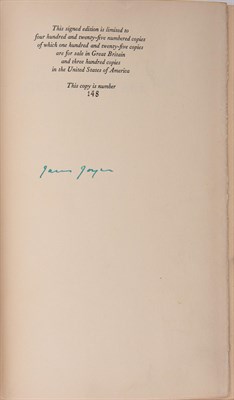 This signed edition is limited to
four hundred and twenty-five numbered copies
of which one hundred and twenty-five copies
are for sale in Great Britain
and three hundred copies
in the United States of America
This copy is number
148
James Joyce